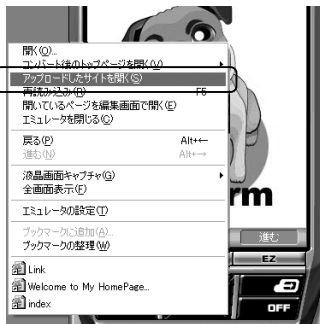 開く(O)...
コンバート後のトップページを開く(V)
アップロードしたサイトを開く(S)
再読み込み(R) F5
開いているページを編集画面で開く(E)
エミュレータを閉じる(C)
戻る(P) Alt+←
進む(N) Alt+→
液晶画面キャプチャ(G)
全画面表示(F)
エミュレータの設定(T)
ブックマークに追加(A)...
ブックマークの整理(W)
Link
Welcome to My HomePage...
index
rm
進む
EZ
OFF